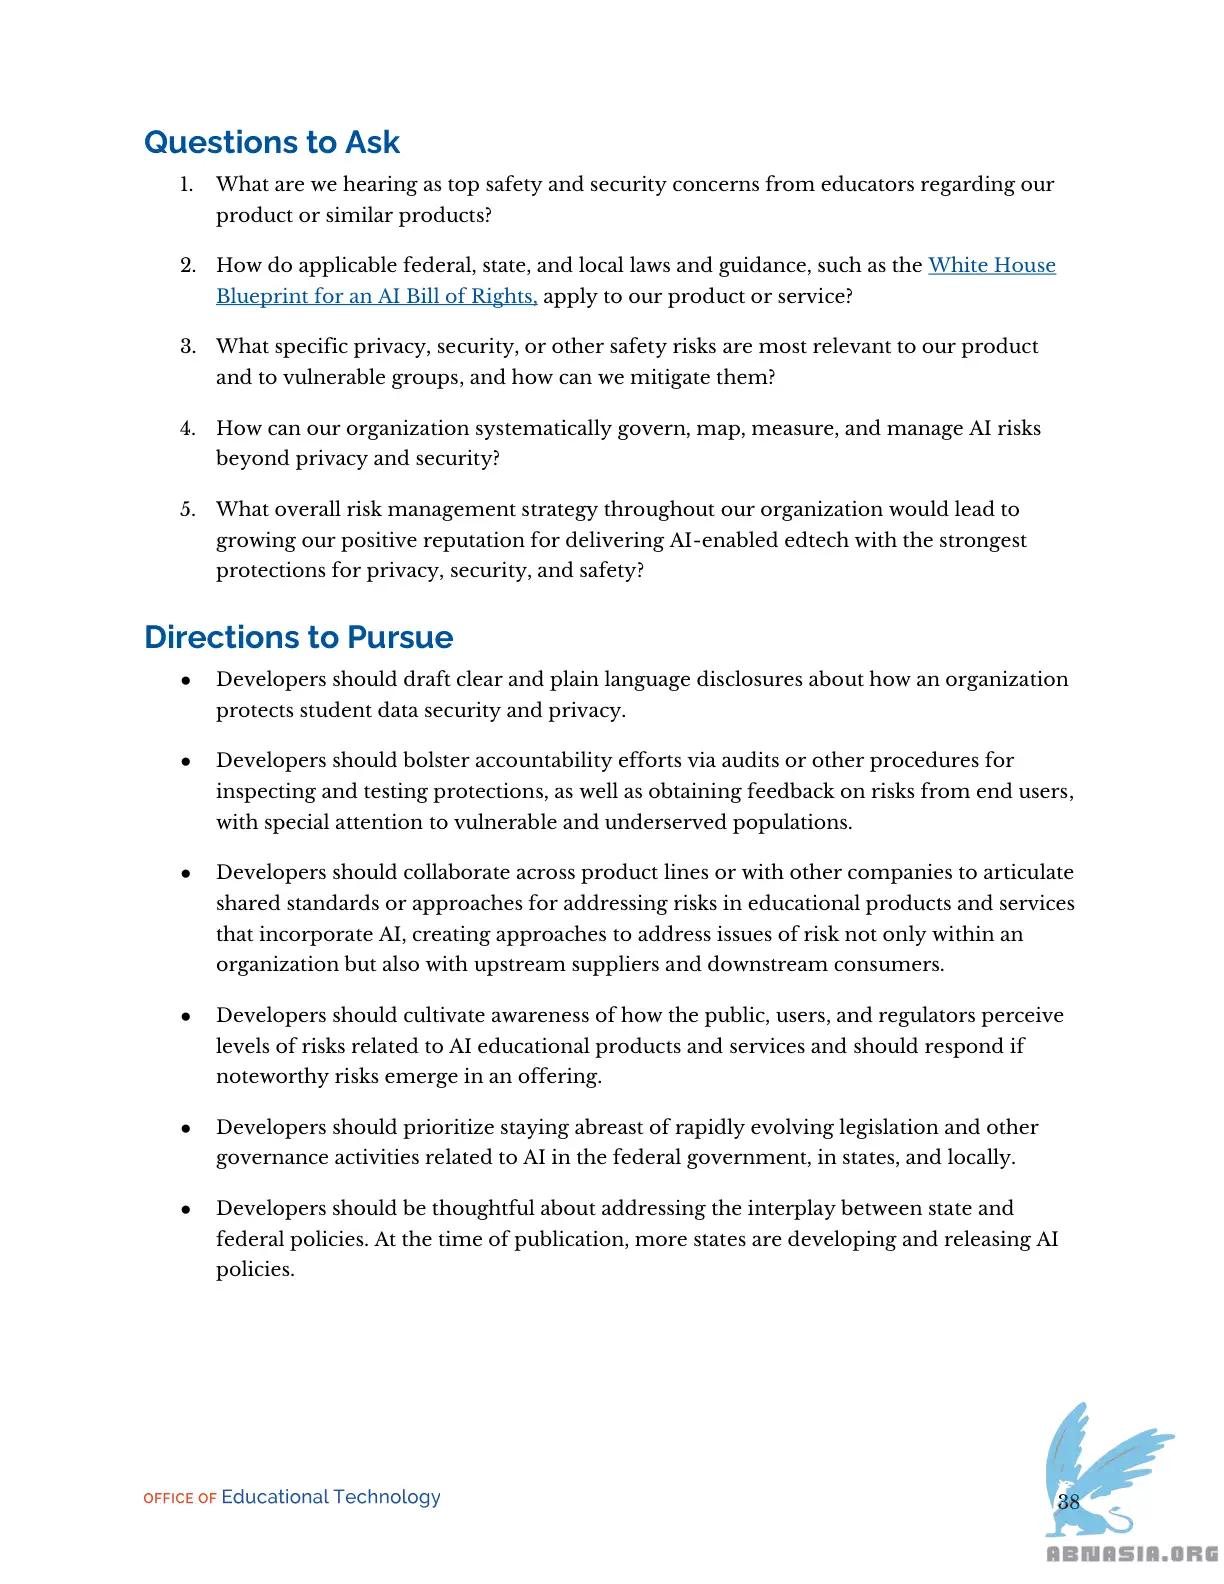 Questions to Ask
1. What are we hearing as top safety and security concerns from educators regarding our
product or similar products?
2. How do applicable federal, state, and local laws and guidance, such as the White House
Blueprint for an AI Bill of Rights, apply to our product or service?
3. What specific privacy, security, or other safety risks are most relevant to our product
and to vulnerable groups, and how can we mitigate them?
4. How can our organization systematically govern, map, measure, and manage AI risks
beyond privacy and security?
5. What overall risk management strategy throughout our organization would lead to
growing our positive reputation for delivering AI-enabled edtech with the strongest
protections for privacy, security, and safety?
Directions to Pursue
● Developers should draft clear and plain language disclosures about how an organization
protects student data security and privacy.
● Developers should bolster accountability efforts via audits or other procedures for
inspecting and testing protections, as well as obtaining feedback on risks from end users,
with special attention to vulnerable and underserved populations.
● Developers should collaborate across product lines or with other companies to articulate
shared standards or approaches for addressing risks in educational products and services
that incorporate AI, creating approaches to address issues of risk not only within an
organization but also with upstream suppliers and downstream consumers.
● Developers should cultivate awareness of how the public, users, and regulators perceive
levels of risks related to AI educational products and services and should respond if
noteworthy risks emerge in an offering.
● Developers should prioritize staying abreast of rapidly evolving legislation and other
governance activities related to AI in the federal government, in states, and locally.
● Developers should be thoughtful about addressing the interplay between state and
federal policies. At the time of publication, more states are developing and releasing AI
policies.
OFFICE OF Educational Technology
38
ABNASIA.ORG